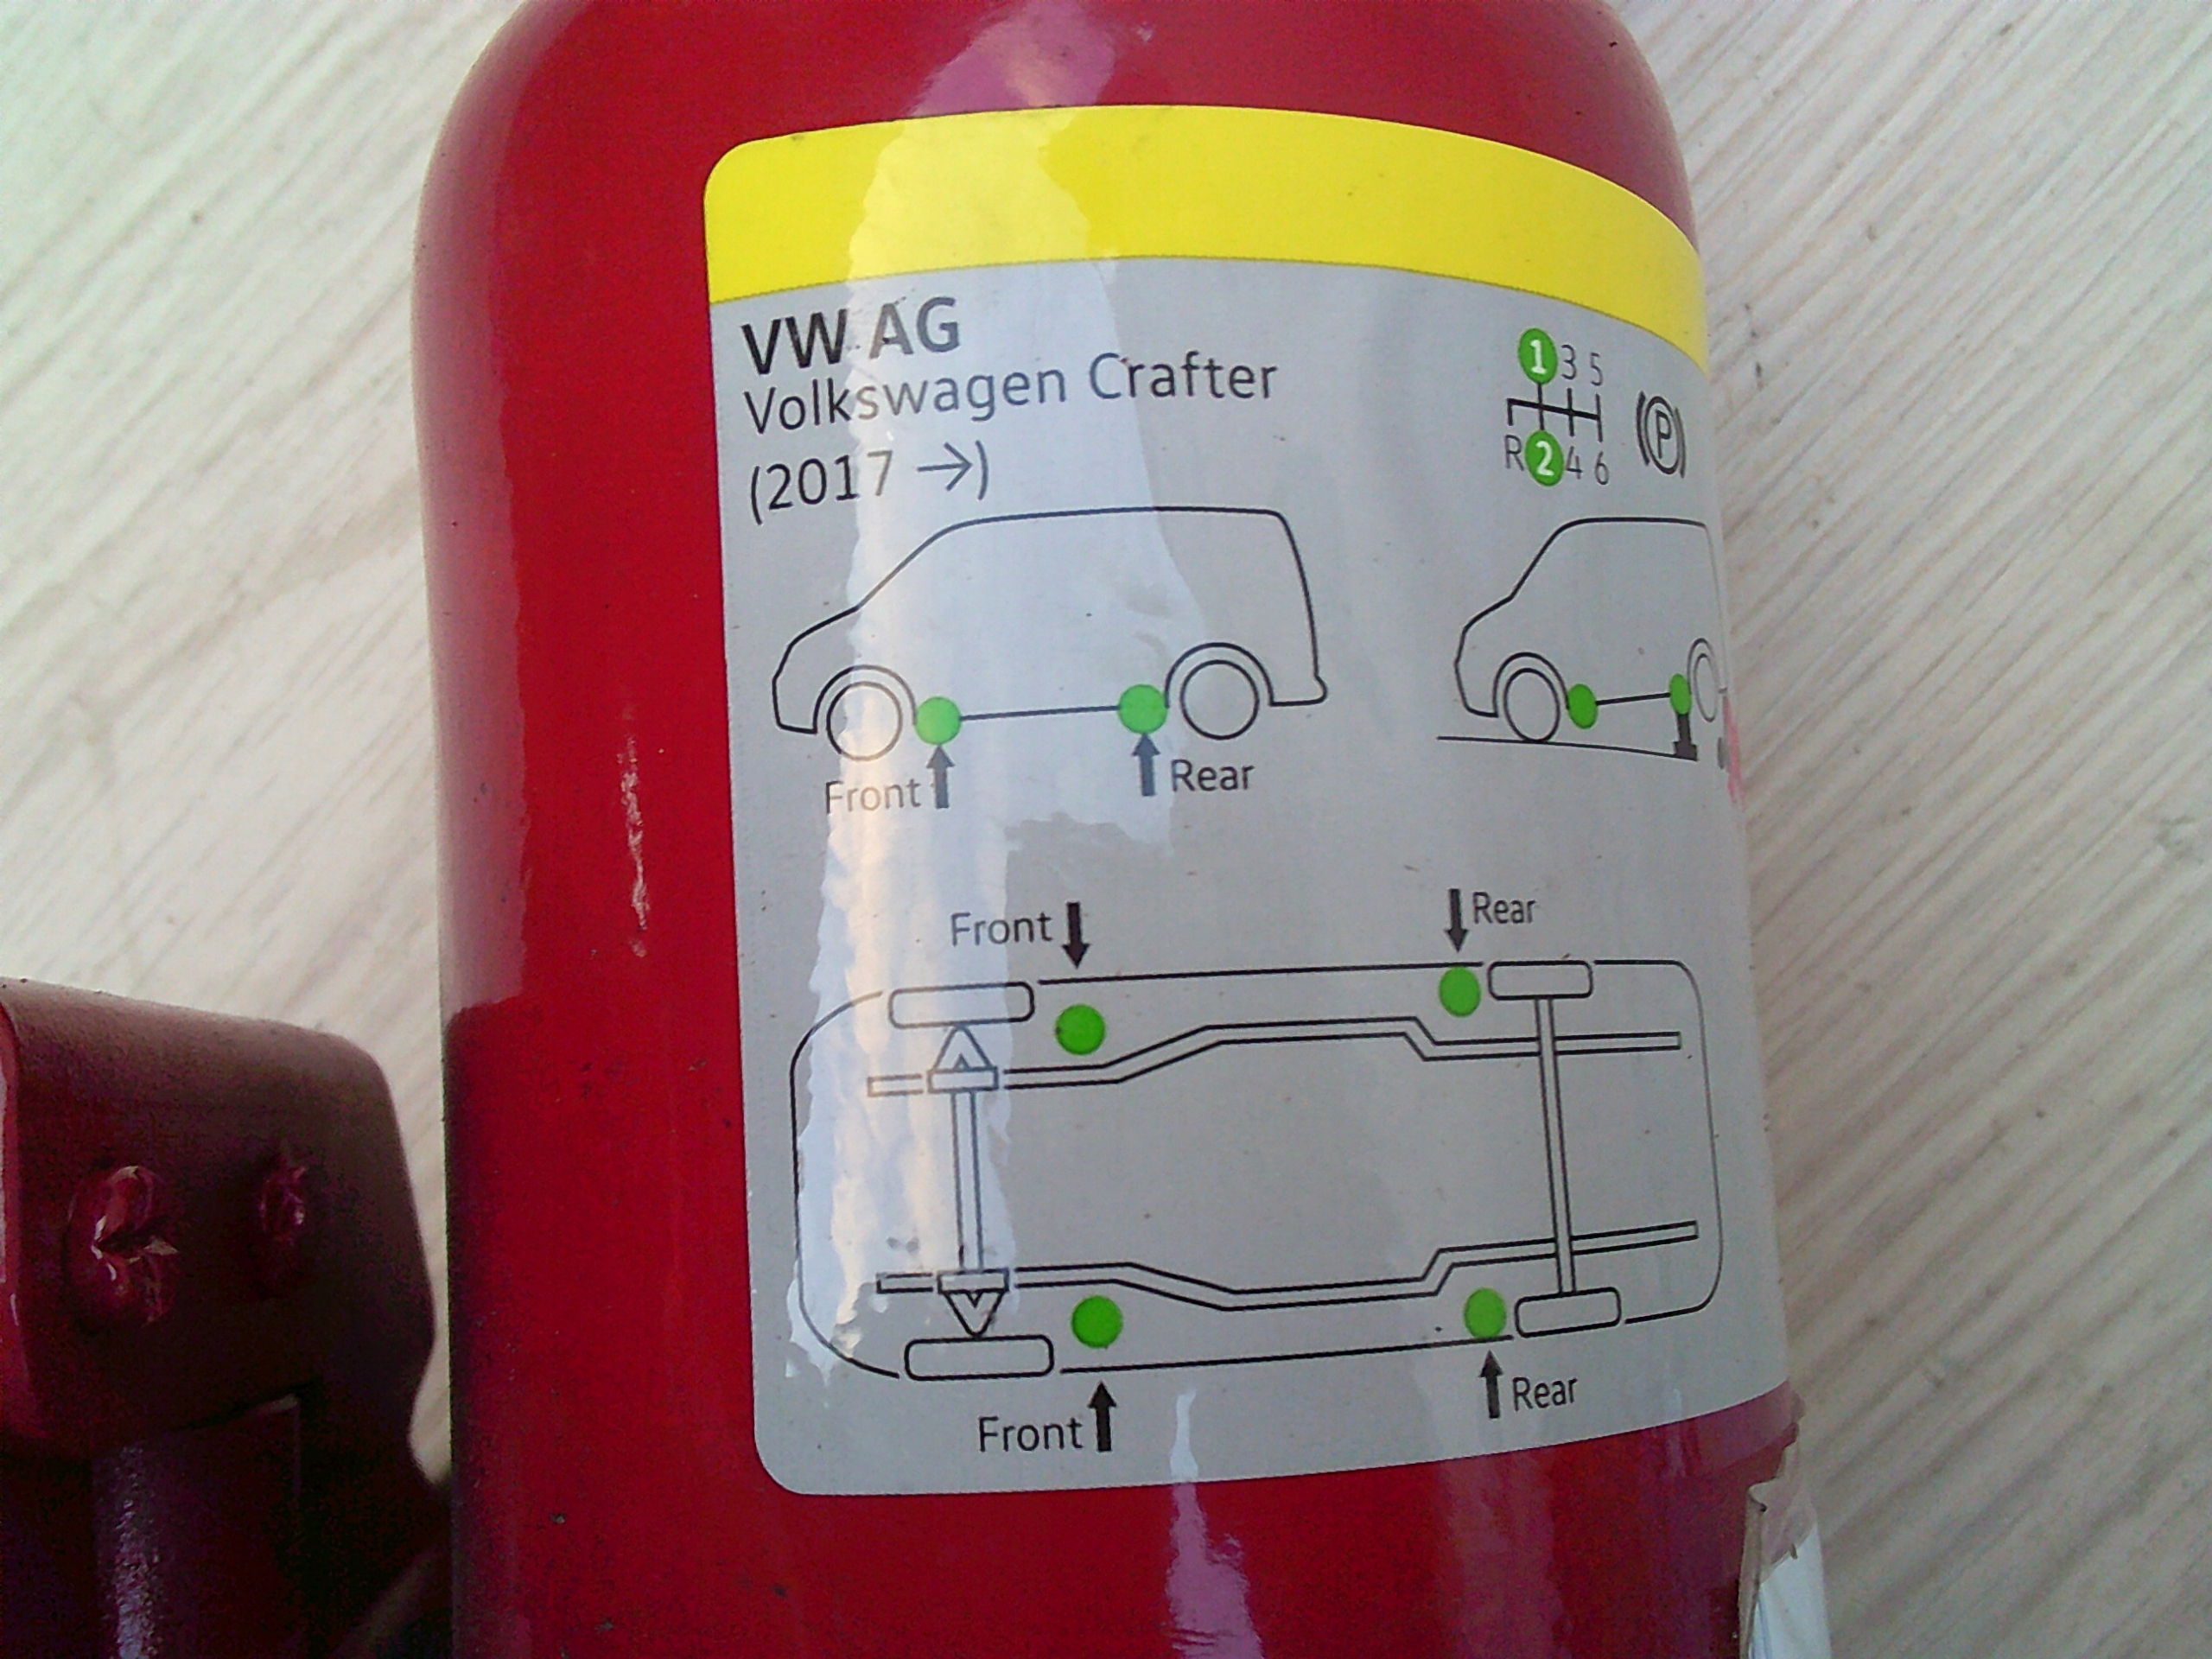 VW AG
Volkswagen Crafter
(2017 →)
1 3 5
R 2 4 6
(P)
Front
Rear
Front
Rear
Front
Rear